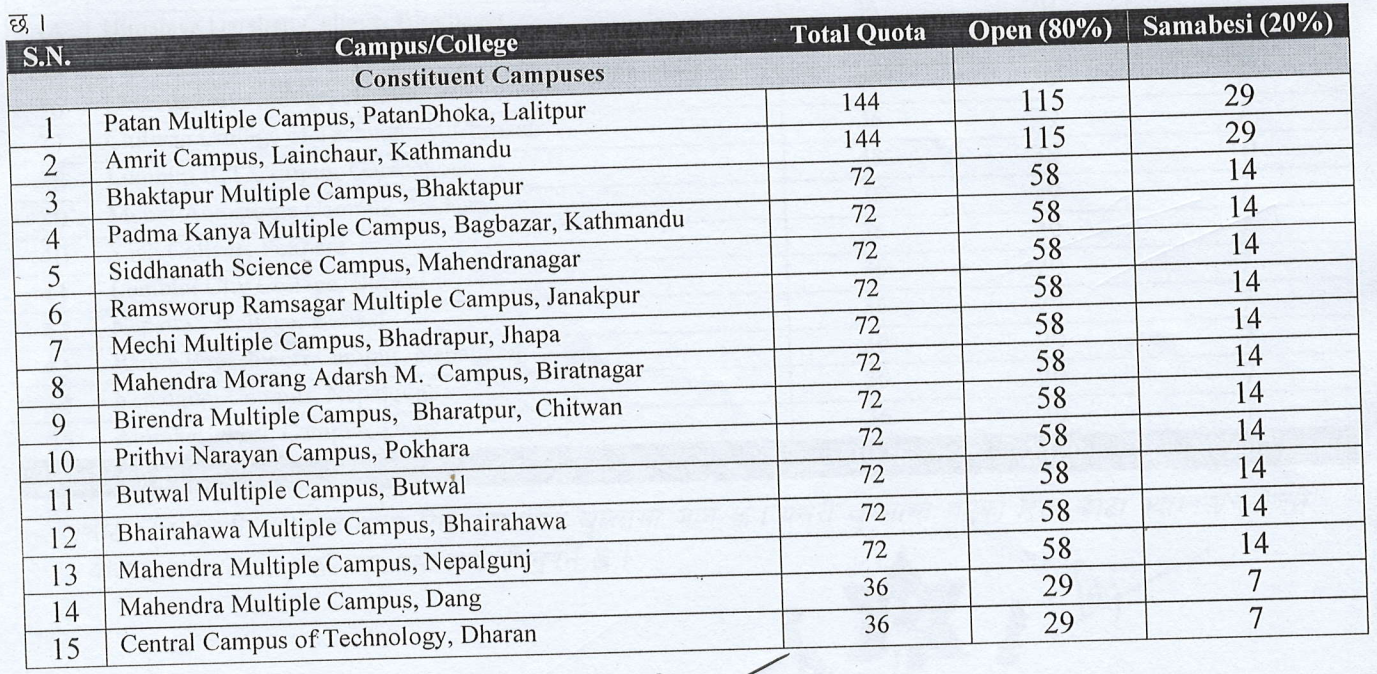 छ ।
S.N. Campus/College Total Quota Open (80%) Samabesi (20%)
Constituent Campuses
1 Patan Multiple Campus, PatanDhoka, Lalitpur 144 115 29
2 Amrit Campus, Lainchaur, Kathmandu 144 115 29
3 Bhaktapur Multiple Campus, Bhaktapur 72 58 14
4 Padma Kanya Multiple Campus, Bagbazar, Kathmandu 72 58 14
5 Siddhanath Science Campus, Mahendranagar 72 58 14
6 Ramsworup Ramsagar Multiple Campus, Janakpur 72 58 14
7 Mechi Multiple Campus, Bhadrapur, Jhapa 72 58 14
8 Mahendra Morang Adarsh M. Campus, Biratnagar 72 58 14
9 Birendra Multiple Campus, Bharatpur, Chitwan 72 58 14
10 Prithvi Narayan Campus, Pokhara 72 58 14
11 Butwal Multiple Campus, Butwal 72 58 14
12 Bhairahawa Multiple Campus, Bhairahawa 72 58 14
13 Mahendra Multiple Campus, Nepalgunj 72 58 14
14 Mahendra Multiple Campus, Dang 36 29 7
15 Central Campus of Technology, Dharan 36 29 7